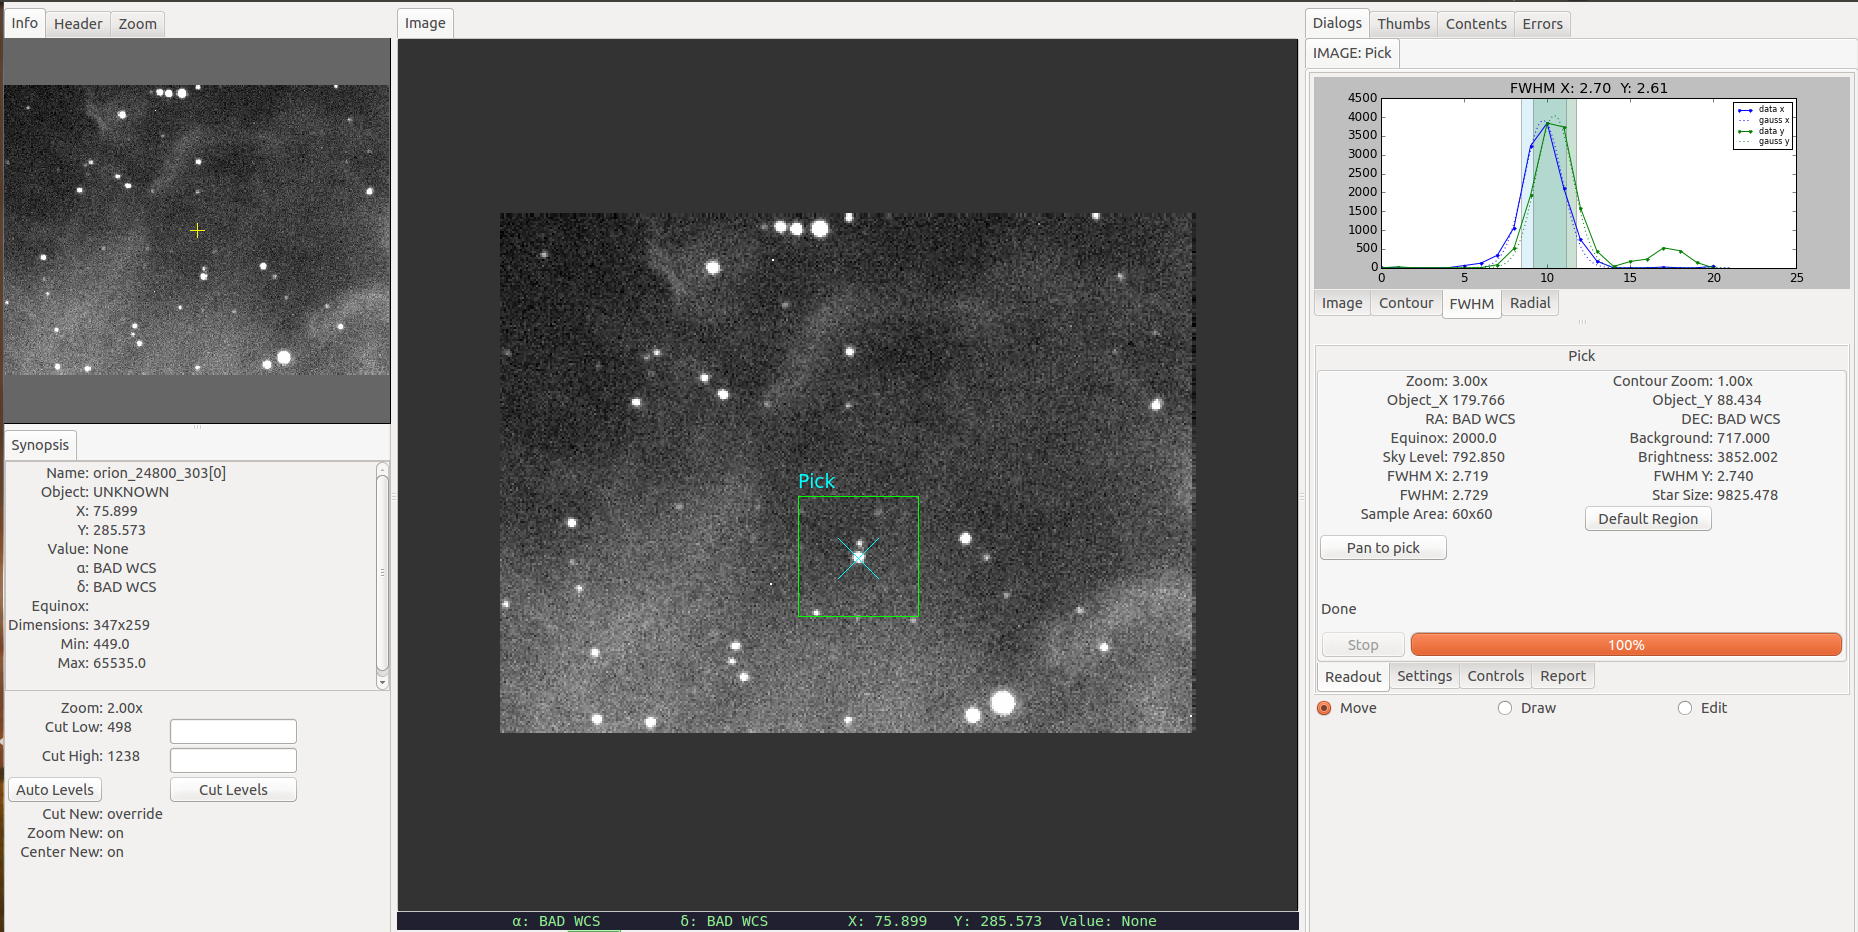 Info Header Zoom
Synopsis
Name: orion_24800_303[0]
Object: UNKNOWN
X: 75.899
Y: 285.573
Value: None
α: BAD WCS
δ: BAD WCS
Equinox:
Dimensions: 347x259
Min: 449.0
Max: 65535.0
Zoom: 2.00x
Cut Low: 498
Cut High: 1238
Auto Levels Cut Levels
Cut New: override
Zoom New: on
Center New: on
Image
Pick
α: BAD WCS δ: BAD WCS X: 75.899 Y: 285.573 Value: None
Dialogs Thumbs Contents Errors
IMAGE: Pick
FWHM X: 2.70 Y: 2.61
4500
4000
3500
3000
2500
2000
1500
1000
500
0
0 5 10 15 20 25
data x
gauss x
data y
gauss y
Image Contour FWHM Radial
Pick
Zoom: 3.00x Contour Zoom: 1.00x
Object_X 179.766 Object_Y 88.434
RA: BAD WCS DEC: BAD WCS
Equinox: 2000.0 Background: 717.000
Sky Level: 792.850 Brightness: 3852.002
FWHM X: 2.719 FWHM Y: 2.740
FWHM: 2.729 Star Size: 9825.478
Sample Area: 60x60 Default Region
Pan to pick
Done
Stop 100%
Readout Settings Controls Report
Move Draw Edit